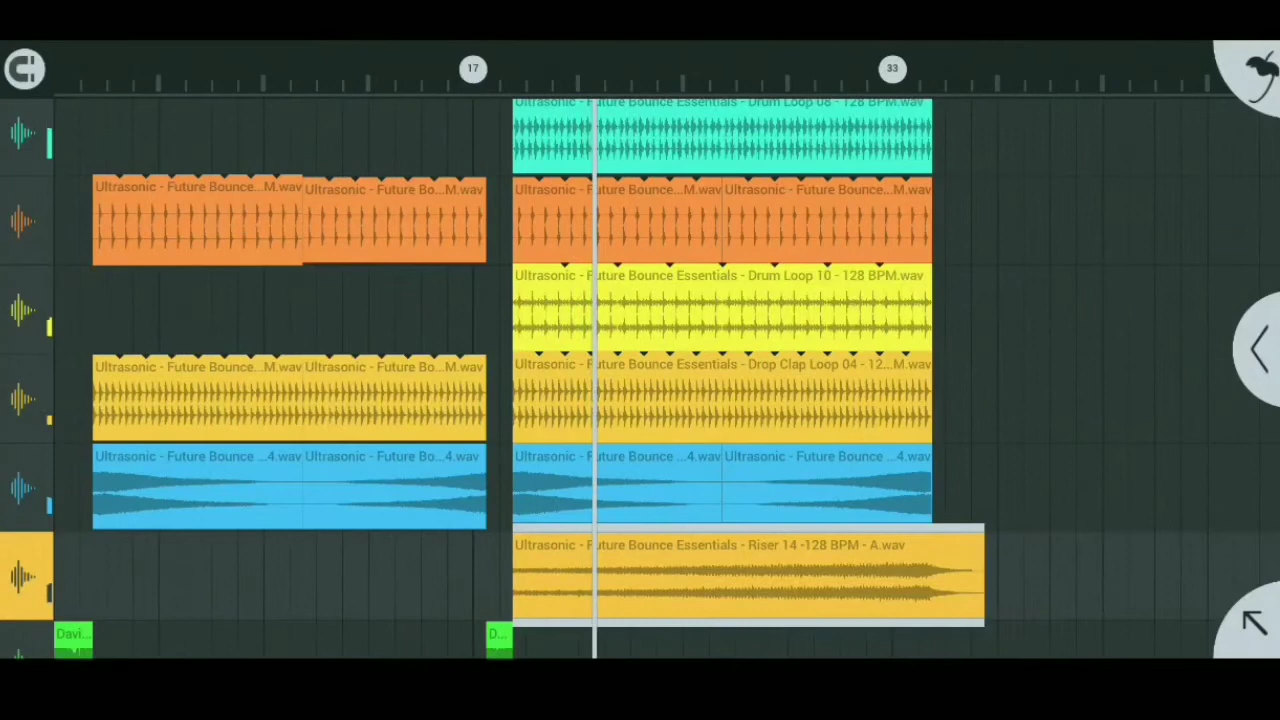 17 33
Ultrasonic - Future Bounce Essentials - Drum Loop 08 - 128 BPM.wav
Ultrasonic - Future Bounce...M.wav Ultrasonic - Future Bo...M.wav Ultrasonic - Future Bounce...M.wav Ultrasonic - Future Bounce...M.wav
Ultrasonic - Future Bounce Essentials - Drum Loop 10 - 128 BPM.wav
Ultrasonic - Future Bounce...M.wav Ultrasonic - Future Bo...M.wav Ultrasonic - Future Bounce Essentials - Drop Clap Loop 04 - 12...M.wav
Ultrasonic - Future Bounce ...4.wav Ultrasonic - Future Bo...4.wav Ultrasonic - Future Bounce ...4.wav Ultrasonic - Future Bounce ...4.wav
Ultrasonic - Future Bounce Essentials - Riser 14 -128 BPM - A.wav
Davi... D...